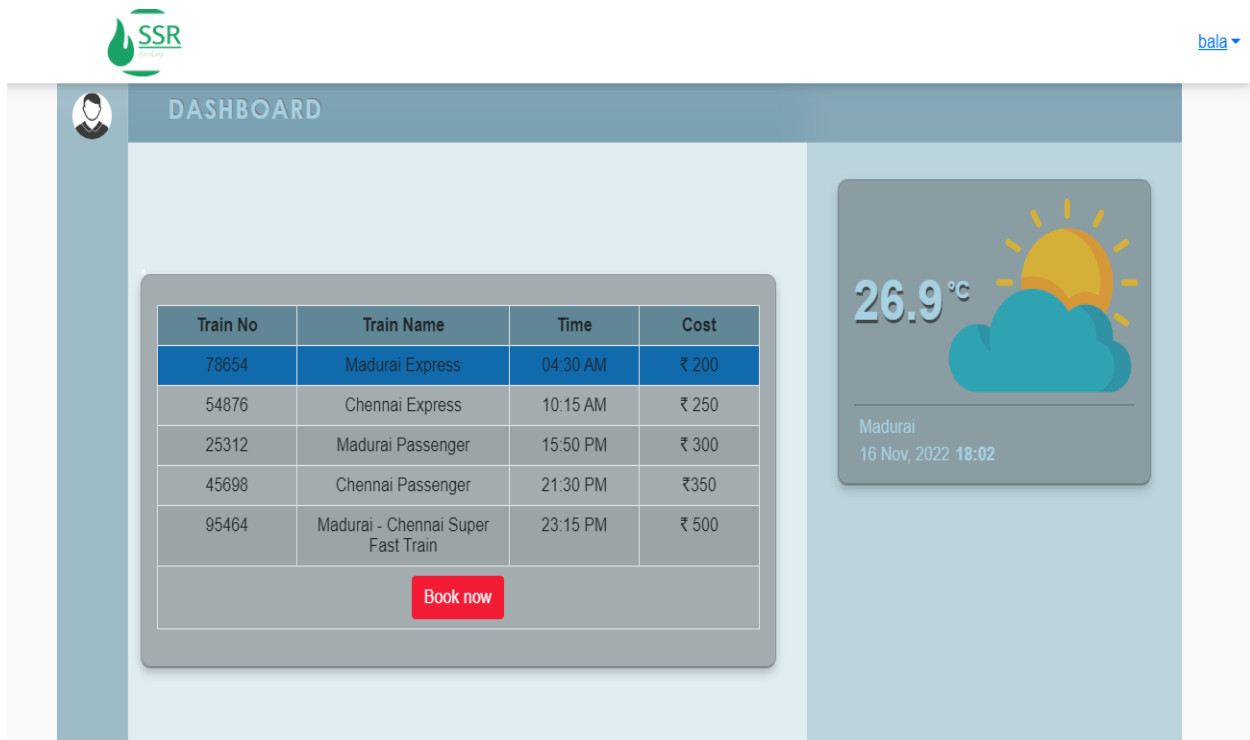 SSR
Booking
bala
DASHBOARD
Train No Train Name Time Cost
78654 Madurai Express 04:30 AM ₹ 200
54876 Chennai Express 10:15 AM ₹ 250
25312 Madurai Passenger 15:50 PM ₹ 300
45698 Chennai Passenger 21:30 PM ₹350
95464 Madurai - Chennai Super 23:15 PM ₹ 500
Fast Train
Book now
26.9 °C
Madurai
16 Nov, 2022 18:02